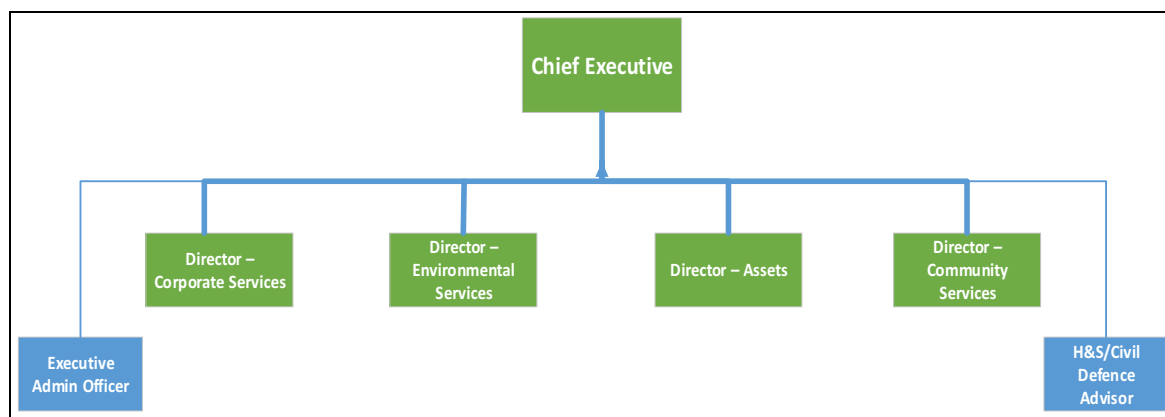 Chief Executive
Director –
Corporate Services
Director –
Environmental
Services
Director – Assets
Director –
Community
Services
Executive
Admin Officer
H&S/Civil
Defence
Advisor